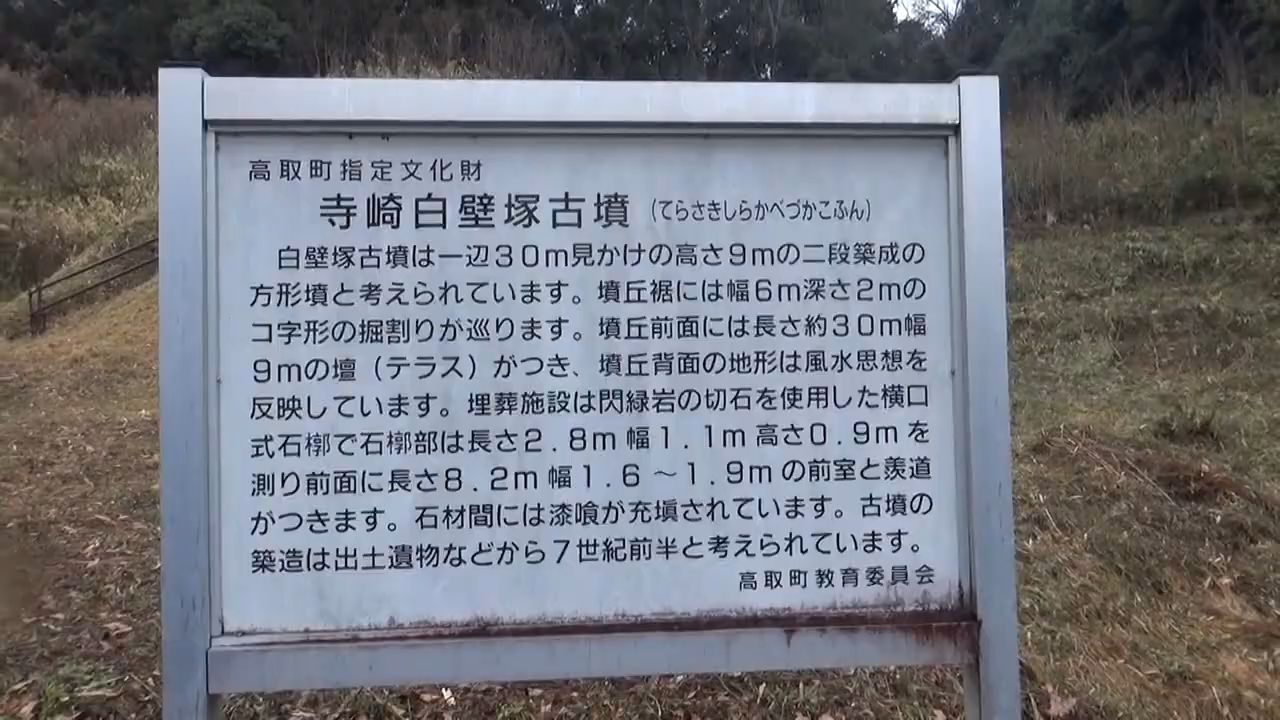 高取町指定文化財
寺崎白壁塚古墳 (てらさきしらかべづかこふん)
白壁塚古墳は一辺30m見かけの高さ9mの二段築成の
方形墳と考えられています。墳丘裾には幅6m深さ2mの
コ字形の掘割りが巡ります。墳丘前面には長さ約30m幅
9mの壇（テラス）がつき、墳丘背面の地形は風水思想を
反映しています。埋葬施設は閃緑岩の切石を使用した横口
式石槨で石槨部は長さ2.8m幅1.1m高さ0.9mを
測り前面に長さ8.2m幅1.6～1.9mの前室と羨道
がつきます。石材間には漆喰が充塡されています。古墳の
築造は出土遺物などから7世紀前半と考えられています。
高取町教育委員会